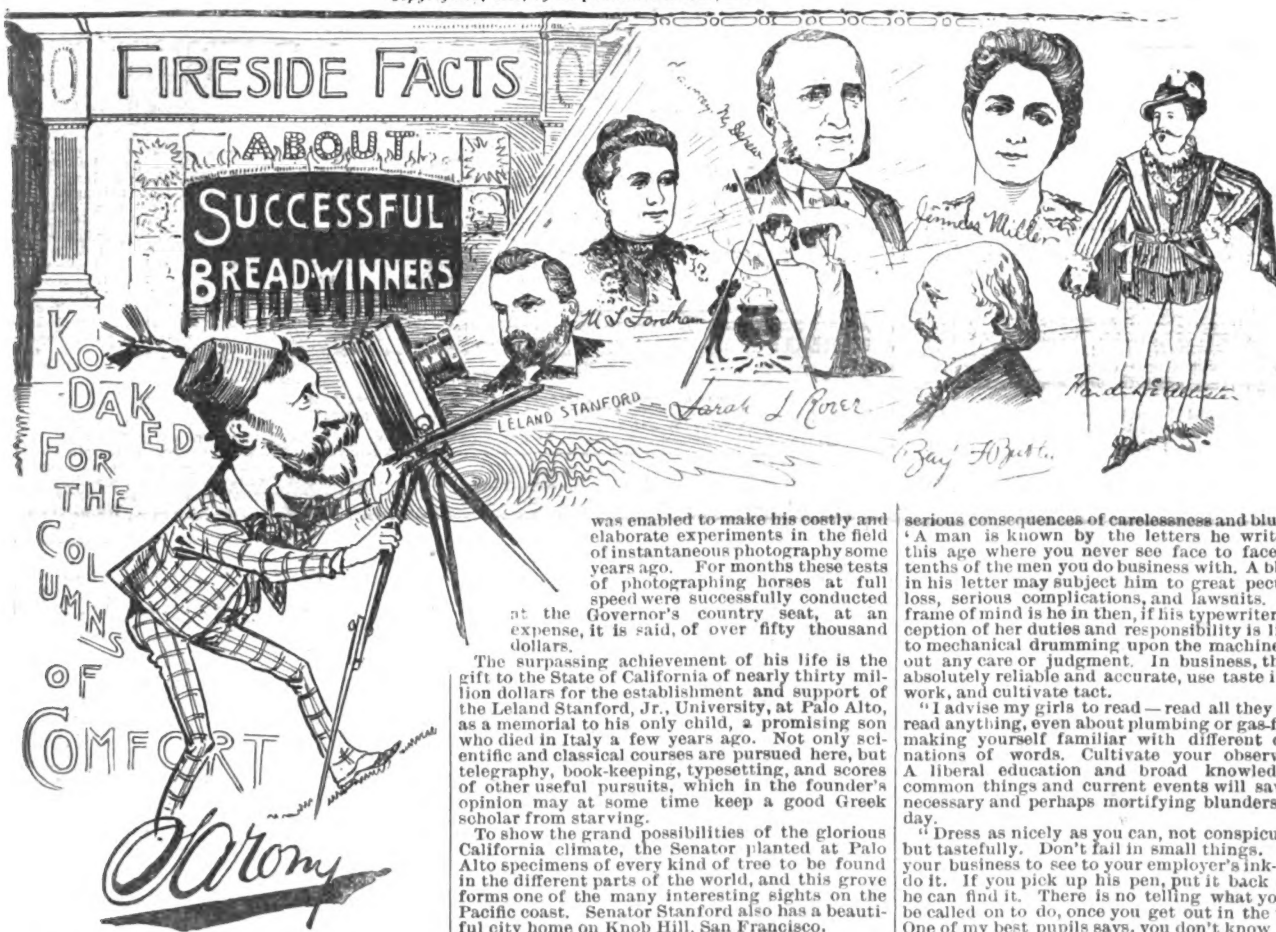 FIRESIDE FACTS
ABOUT
SUCCESSFUL
BREADWINNERS
KO
DAK
ED
FOR
THE
COL
UMNS
OF
COMFORT
Sarony
M L Fordham
LELAND STANFORD
Sarah L Rorer
Jenness Miller
Benj F Butler
was enabled to make his costly and
elaborate experiments in the field
of instantaneous photography some
years ago. For months these tests
of photographing horses at full
speed were successfully conducted
at the Governor's country seat, at an
expense, it is said, of over fifty thousand
dollars.
The surpassing achievement of his life is the
gift to the State of California of nearly thirty mil-
lion dollars for the establishment and support of
the Leland Stanford, Jr., University, at Palo Alto,
as a memorial to his only child, a promising son
who died in Italy a few years ago. Not only sci-
entific and classical courses are pursued here, but
telegraphy, book-keeping, typesetting, and scores
of other useful pursuits, which in the founder's
opinion may at some time keep a good Greek
scholar from starving.
To show the grand possibilities of the glorious
California climate, the Senator planted at Palo
Alto specimens of every kind of tree to be found
in the different parts of the world, and this grove
forms one of the many interesting sights on the
Pacific coast. Senator Stanford also has a beauti-
ful city home on Knob Hill, San Francisco.
serious consequences of carelessness and blu
'A man is known by the letters he writ
this age where you never see face to face
tenths of the men you do business with. A bl
in his letter may subject him to great pec
loss, serious complications, and lawsuits.
frame of mind is he in then, if his typewriter
ception of her duties and responsibility is li
to mechanical drumming upon the machine
out any care or judgment. In business, th
absolutely reliable and accurate, use taste i
work, and cultivate tact.
"I advise my girls to read — read all they
read anything, even about plumbing or gas-f
making yourself familiar with different c
nations of words. Cultivate your observ
A liberal education and broad knowled
common things and current events will sav
necessary and perhaps mortifying blunders
day.
"Dress as nicely as you can, not conspicu
but tastefully. Don't fail in small things.
your business to see to your employer's ink-
do it. If you pick up his pen, put it back
he can find it. There is no telling what yo
be called on to do, once you get out in the
One of my best pupils says, you don't know